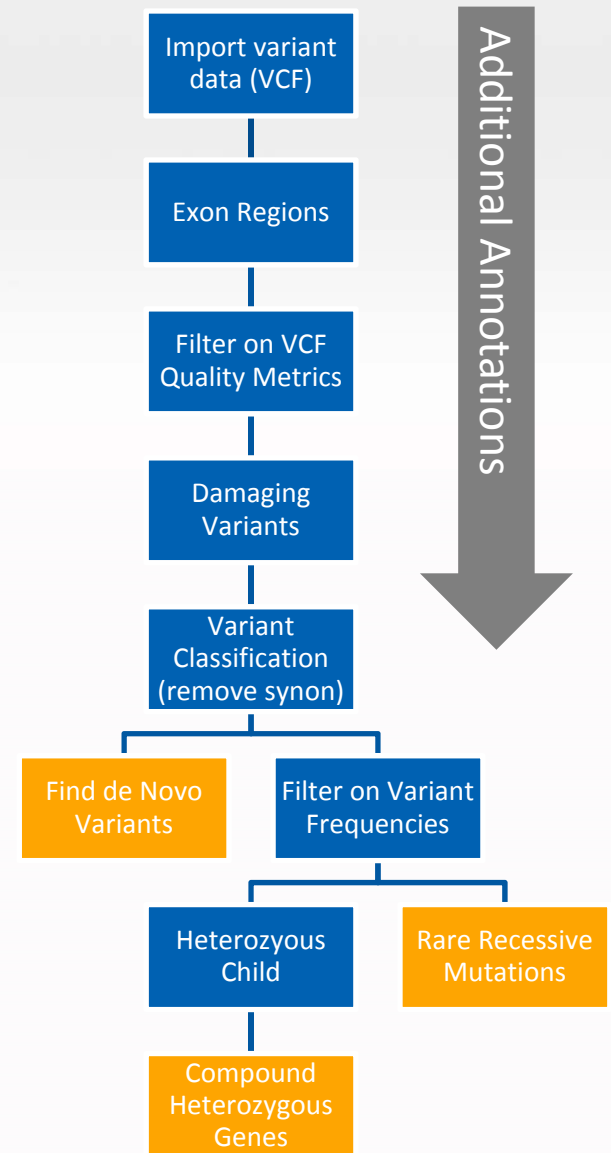 Import variant
data (VCF)
Additional Annotations
Exon Regions
Filter on VCF
Quality Metrics
Damaging
Variants
Variant
Classification
(remove synon)
Find de Novo
Variants
Filter on Variant
Frequencies
Heterozyous
Child
Rare Recessive
Mutations
Compound
Heterozygous
Genes